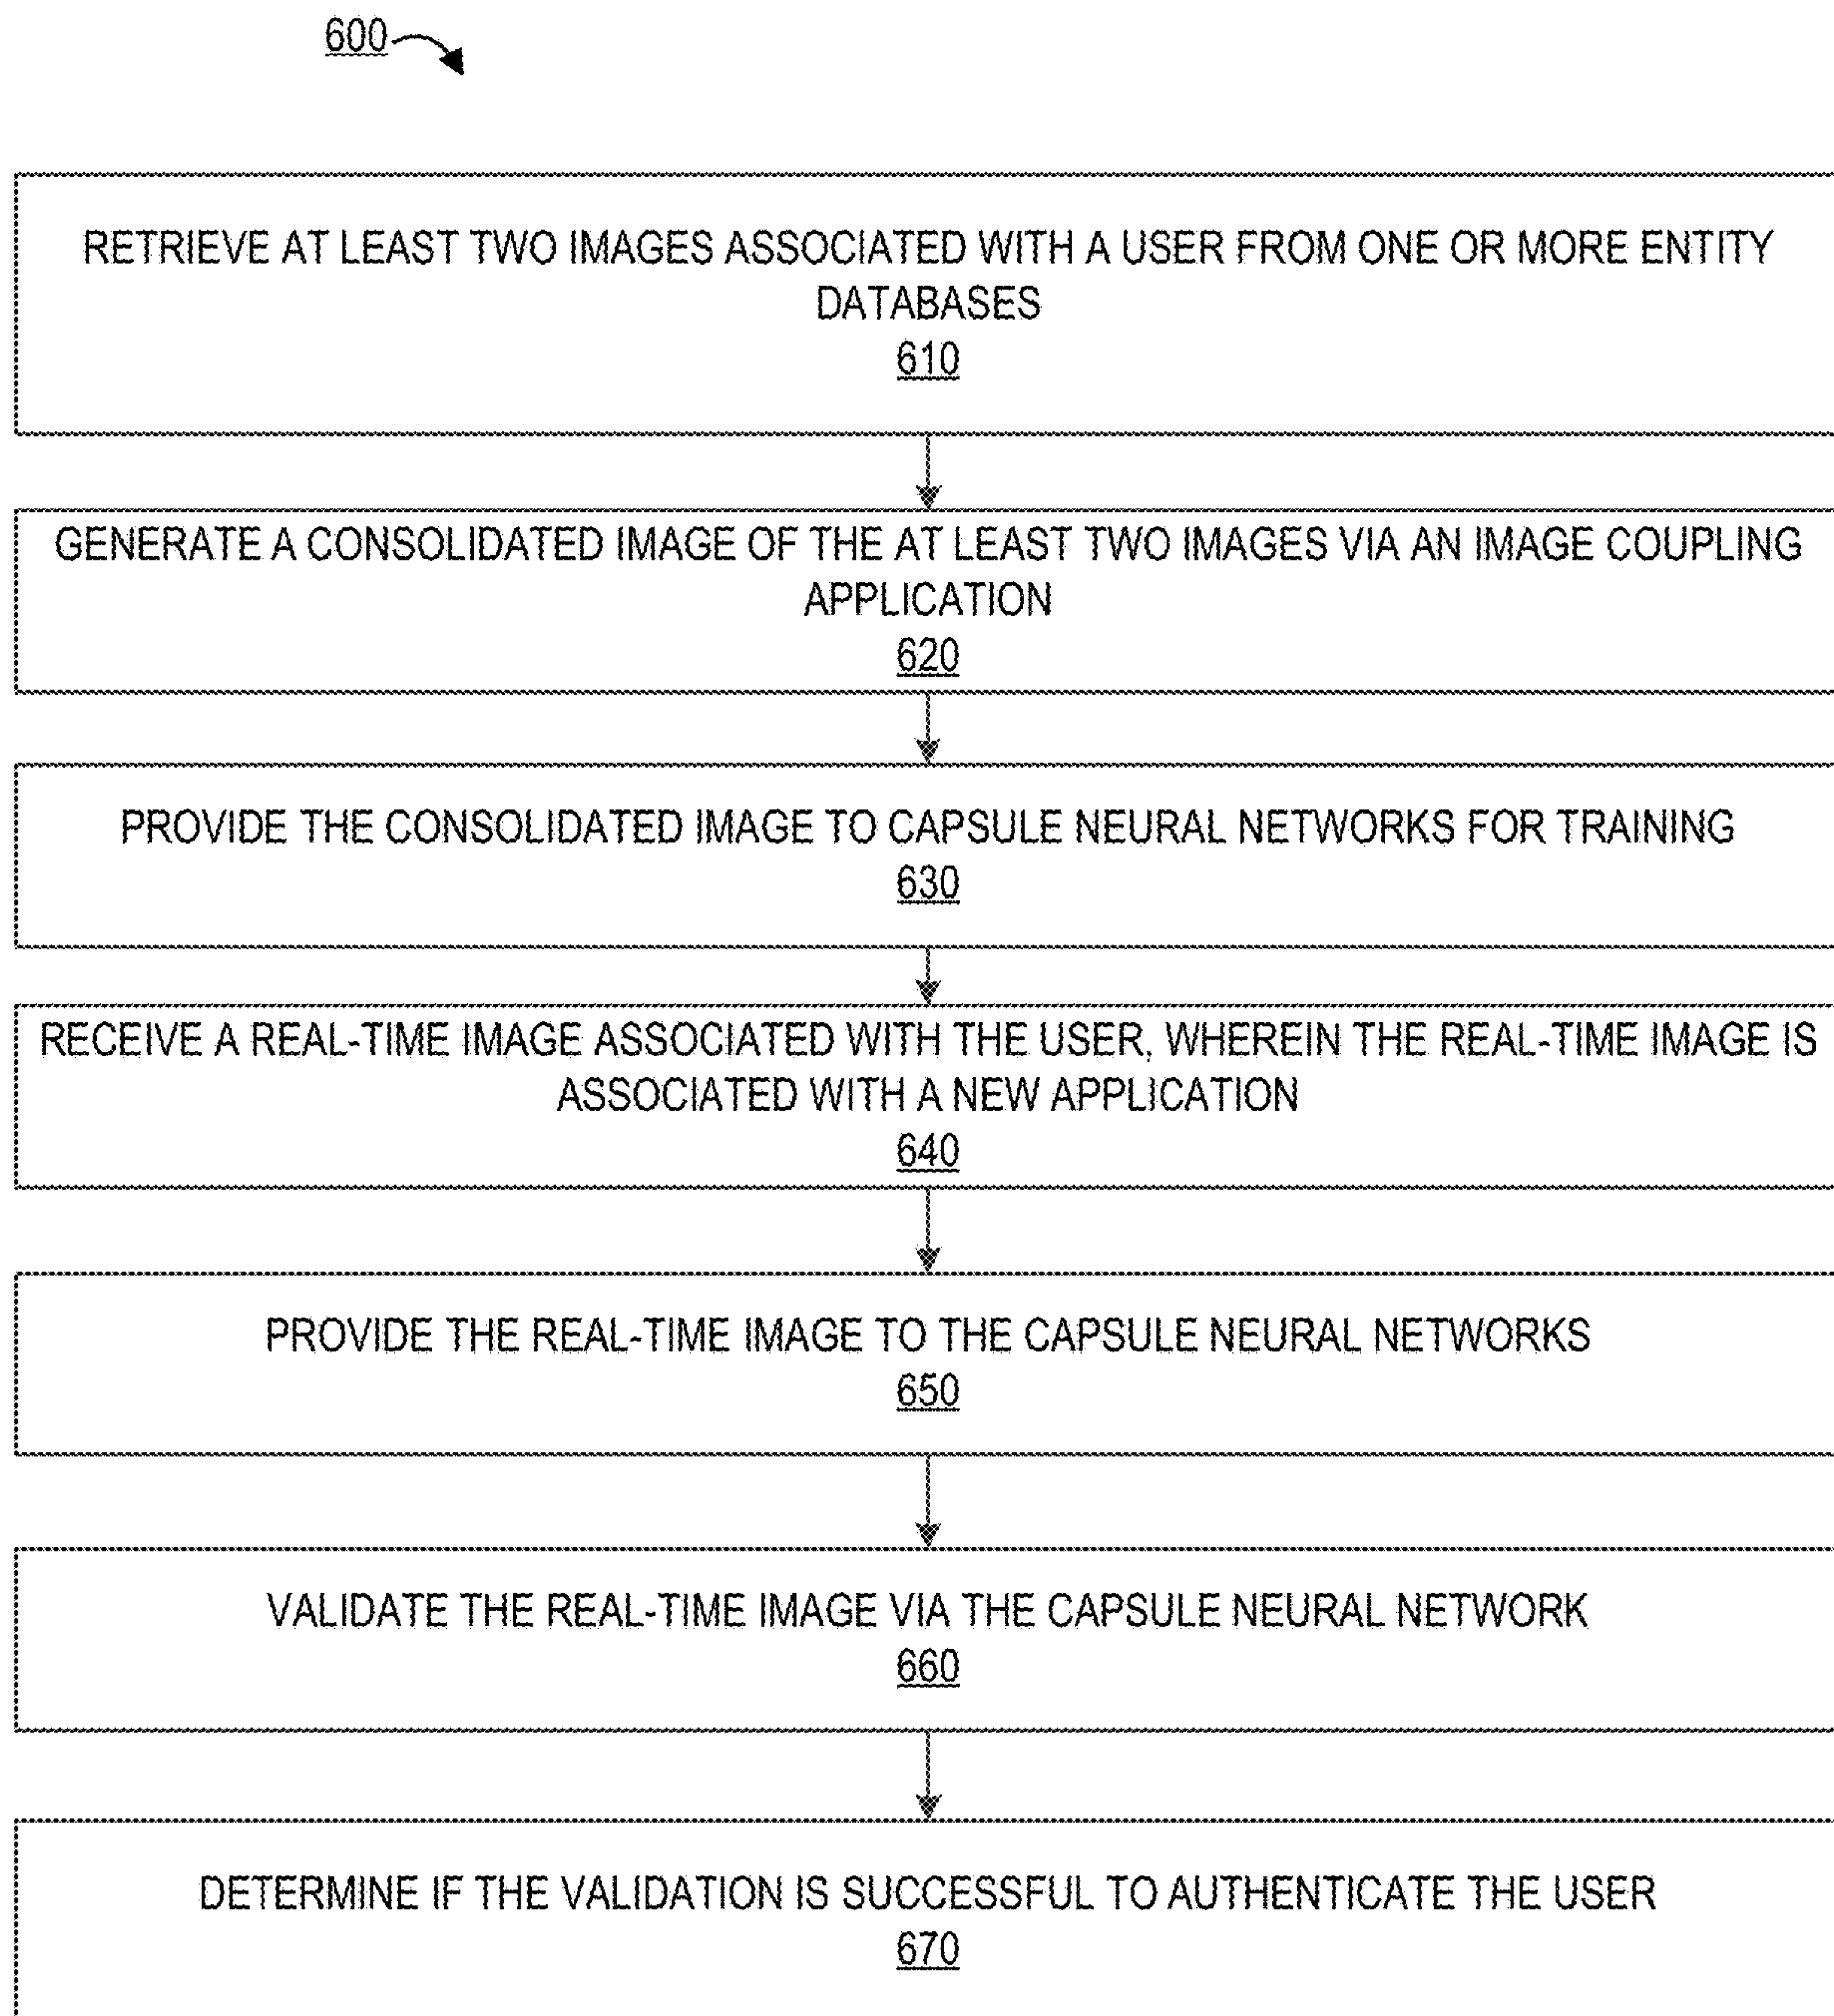 600
RETRIEVE AT LEAST TWO IMAGES ASSOCIATED WITH A USER FROM ONE OR MORE ENTITY
DATABASES
610
GENERATE A CONSOLIDATED IMAGE OF THE AT LEAST TWO IMAGES VIA AN IMAGE COUPLING
APPLICATION
620
PROVIDE THE CONSOLIDATED IMAGE TO CAPSULE NEURAL NETWORKS FOR TRAINING
630
RECEIVE A REAL-TIME IMAGE ASSOCIATED WITH THE USER, WHEREIN THE REAL-TIME IMAGE IS
ASSOCIATED WITH A NEW APPLICATION
640
PROVIDE THE REAL-TIME IMAGE TO THE CAPSULE NEURAL NETWORKS
650
VALIDATE THE REAL-TIME IMAGE VIA THE CAPSULE NEURAL NETWORK
660
DETERMINE IF THE VALIDATION IS SUCCESSFUL TO AUTHENTICATE THE USER
670